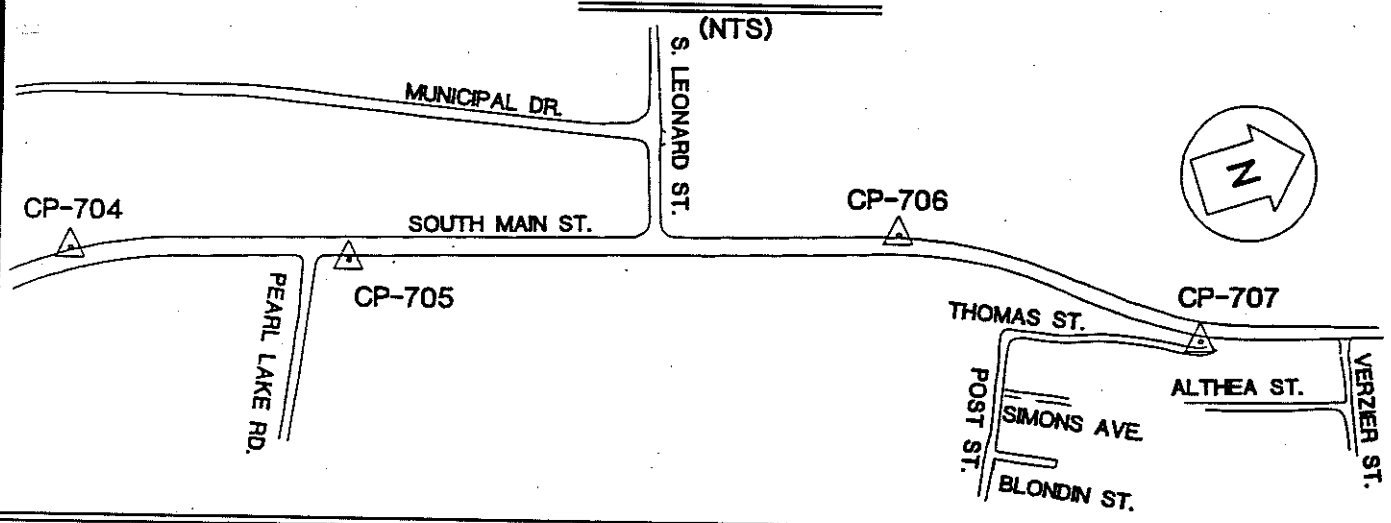 (NTS)
S. LEONARD ST.
MUNICIPAL DR.
N
CP-704
SOUTH MAIN ST.
CP-706
CP-705
PEARL LAKE RD.
CP-707
THOMAS ST.
POST ST.
ALTHEA ST.
VERZIER ST.
SIMONS AVE.
BLONDIN ST.